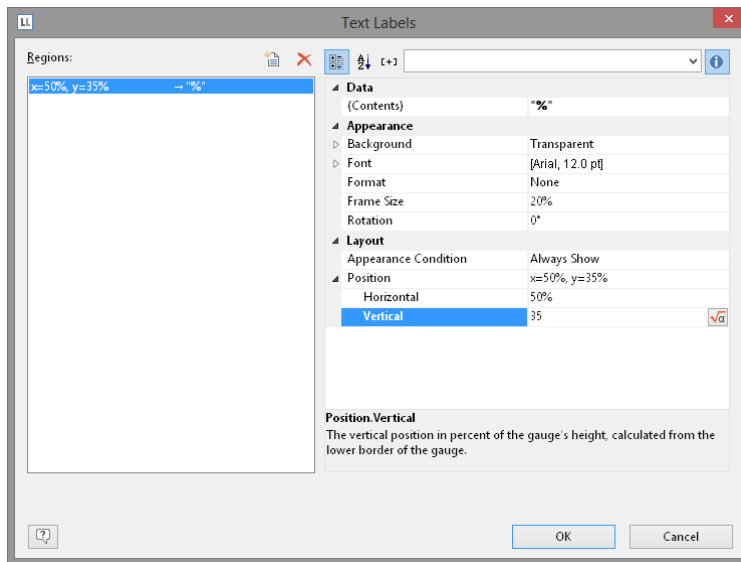 LL
Text Labels
Regions:
[+]
x=50%, y=35% → "%"
Data
(Contents) "%"
Appearance
Background Transparent
Font [Arial, 12.0 pt]
Format None
Frame Size 20%
Rotation 0°
Layout
Appearance Condition Always Show
Position x=50%, y=35%
Horizontal 50%
Vertical 35
√α
Position.Vertical
The vertical position in percent of the gauge's height, calculated from the
lower border of the gauge.
OK Cancel